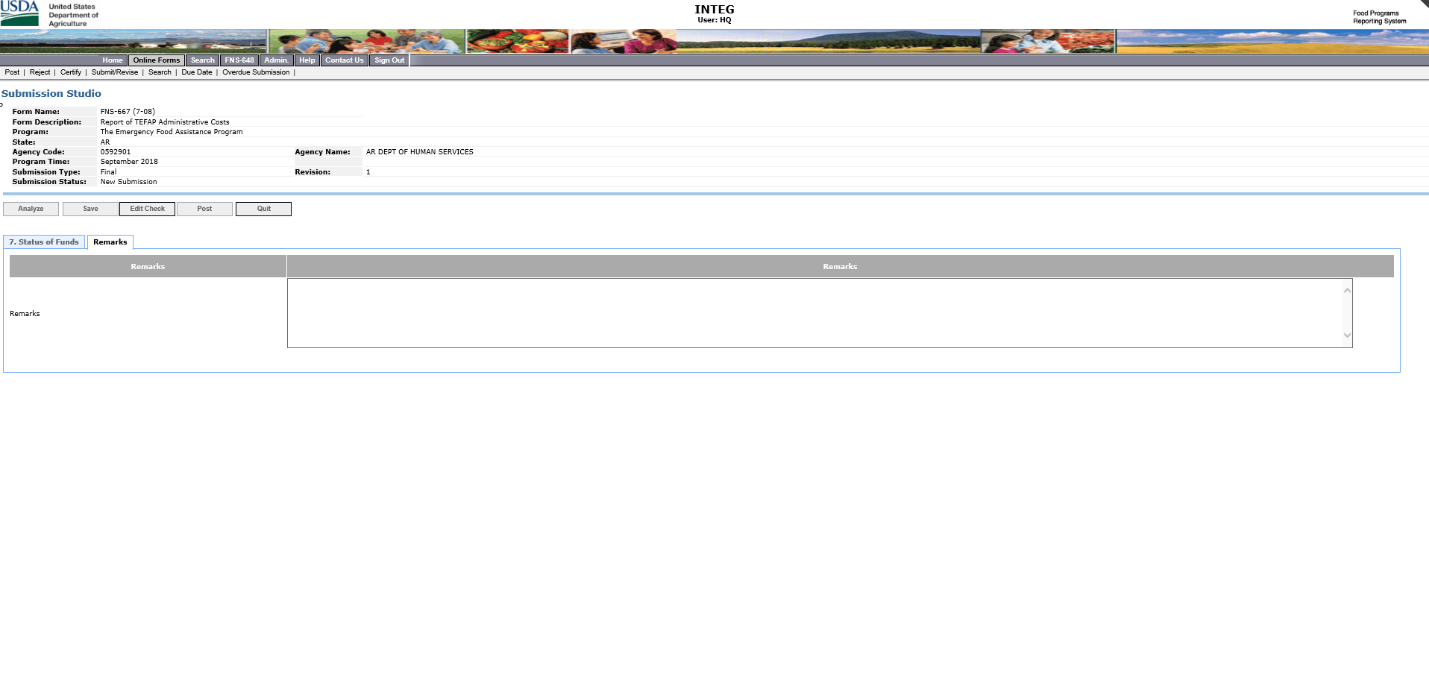 USDA
United States
Department of
Agriculture
INTEG
User: HQ
Food Programs
Reporting System
Home Online Forms Search FNS-648 Admin. Help Contact Us Sign Out
Post | Reject | Certify | Submit/Revise | Search | Due Date | Overdue Submission |
Submission Studio
Form Name: FNS-667 (7-08)
Form Description: Report of TEFAP Administrative Costs
Program: The Emergency Food Assistance Program
State: AR
Agency Code: 0592901 Agency Name: AR DEPT OF HUMAN SERVICES
Program Time: September 2018
Submission Type: Final Revision: 1
Submission Status: New Submission
Analyze Save Edit Check Post Quit
7. Status of Funds Remarks
Remarks Remarks
Remarks